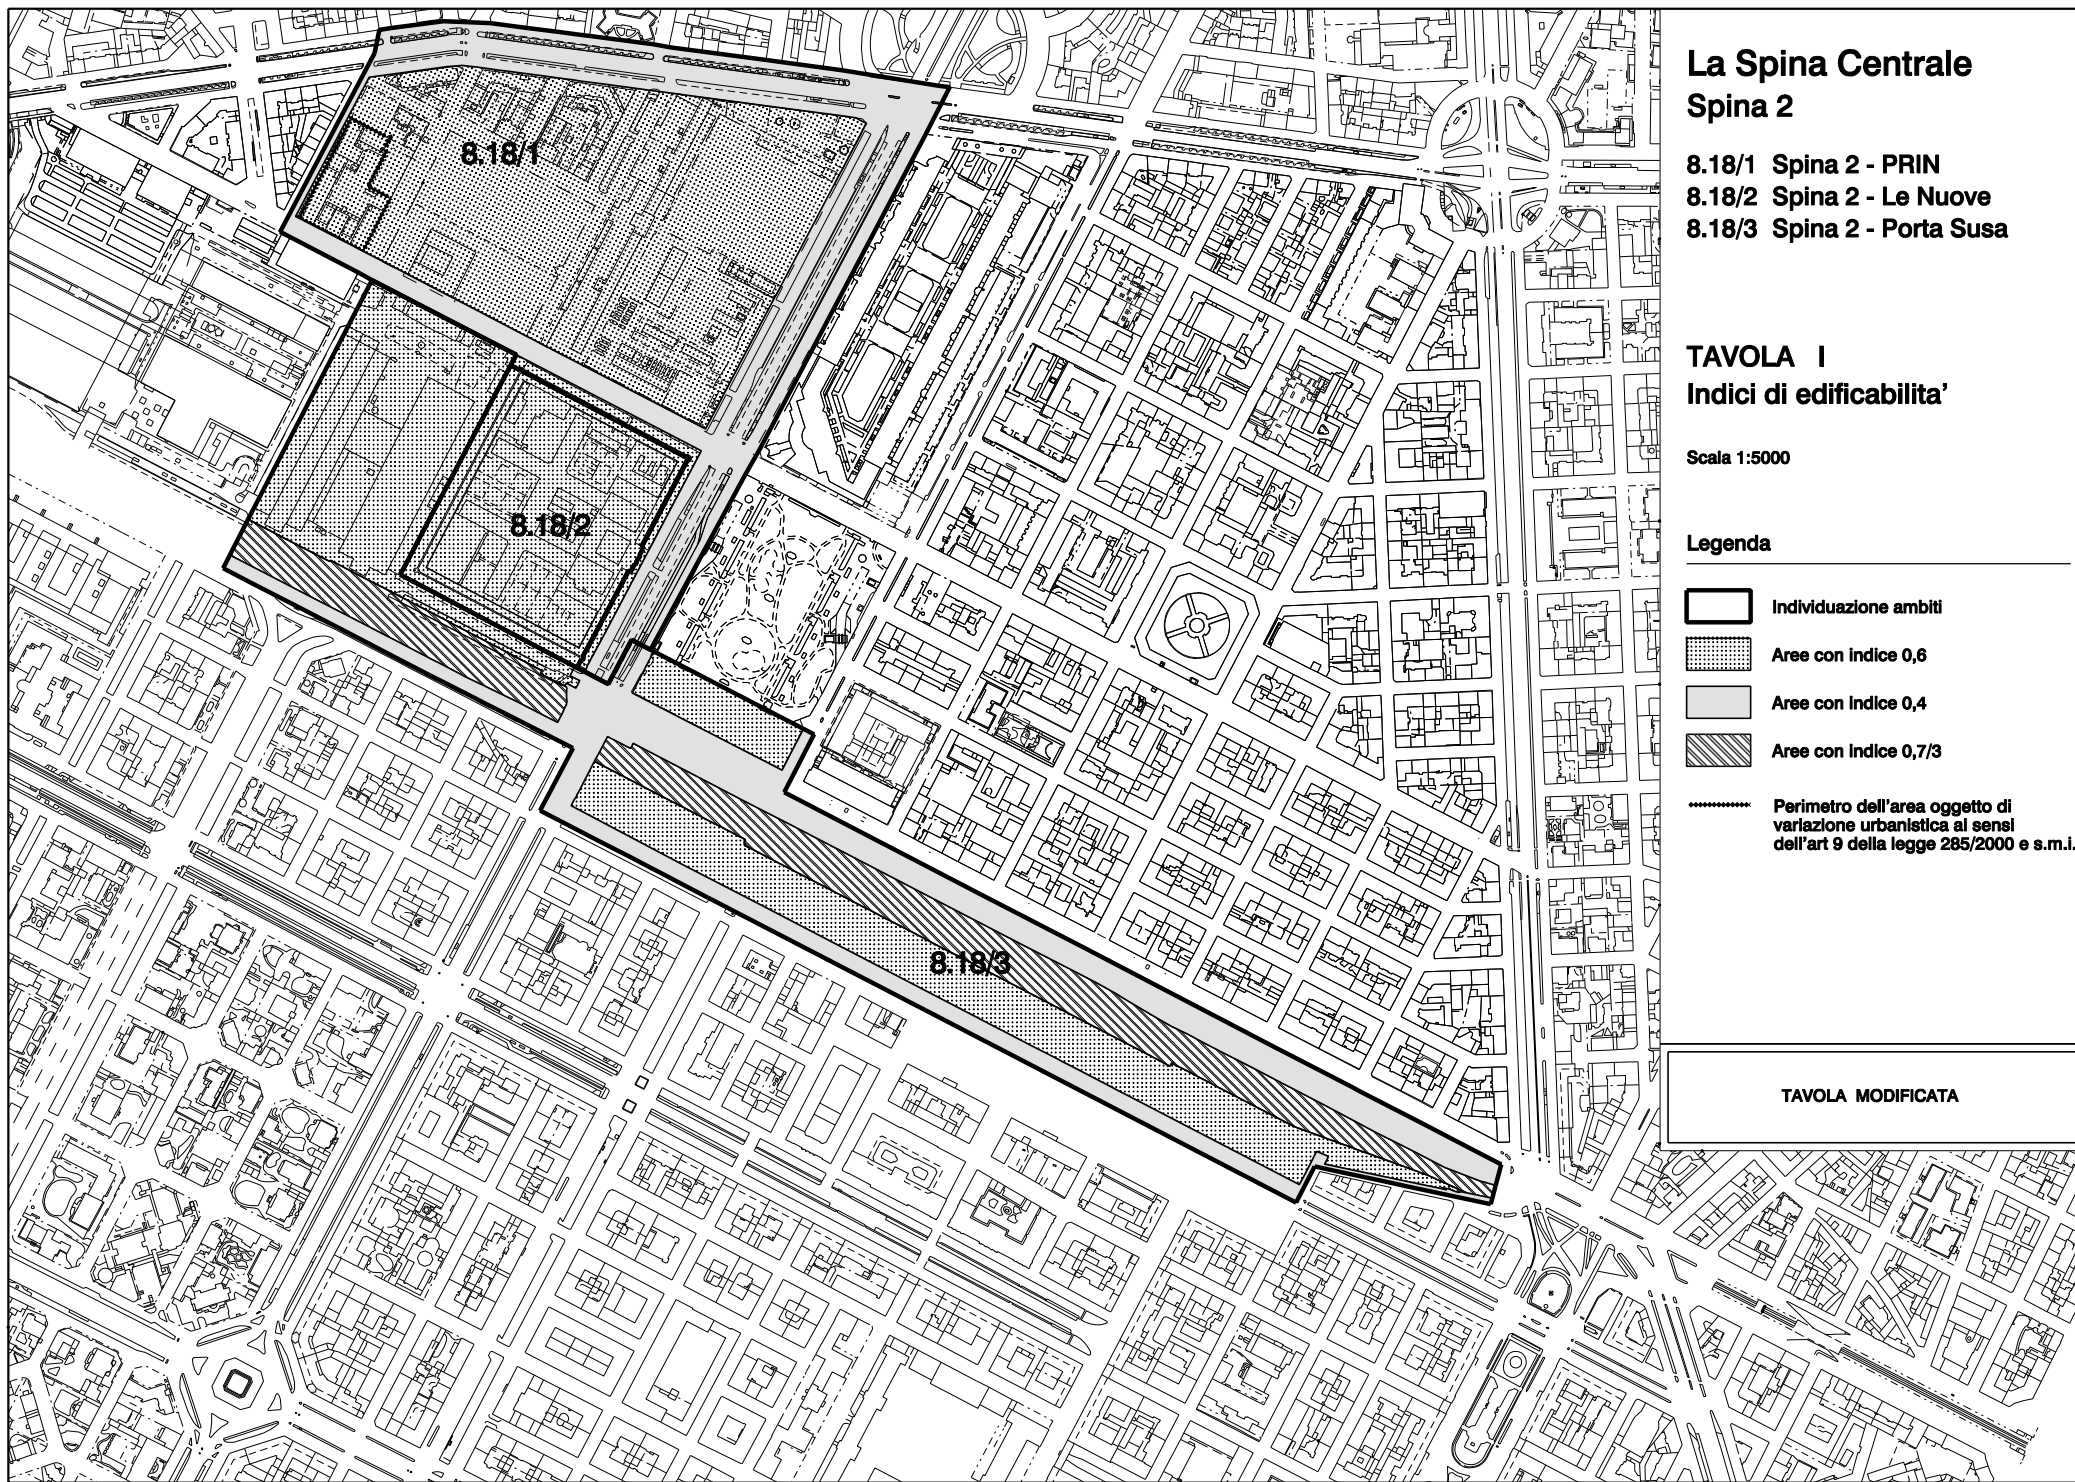 La Spina Centrale
Spina 2
8.18/1 Spina 2 - PRIN
8.18/2 Spina 2 - Le Nuove
8.18/3 Spina 2 - Porta Susa
TAVOLA I
Indici di edificabilita'
Scala 1:5000
Legenda
Individuazione ambiti
Aree con indice 0,6
Aree con indice 0,4
Aree con indice 0,7/3
Perimetro dell'area oggetto di
variazione urbanistica ai sensi
dell'art 9 della legge 285/2000 e s.m.i.
TAVOLA MODIFICATA
8.18/1
8.18/2
8.18/3